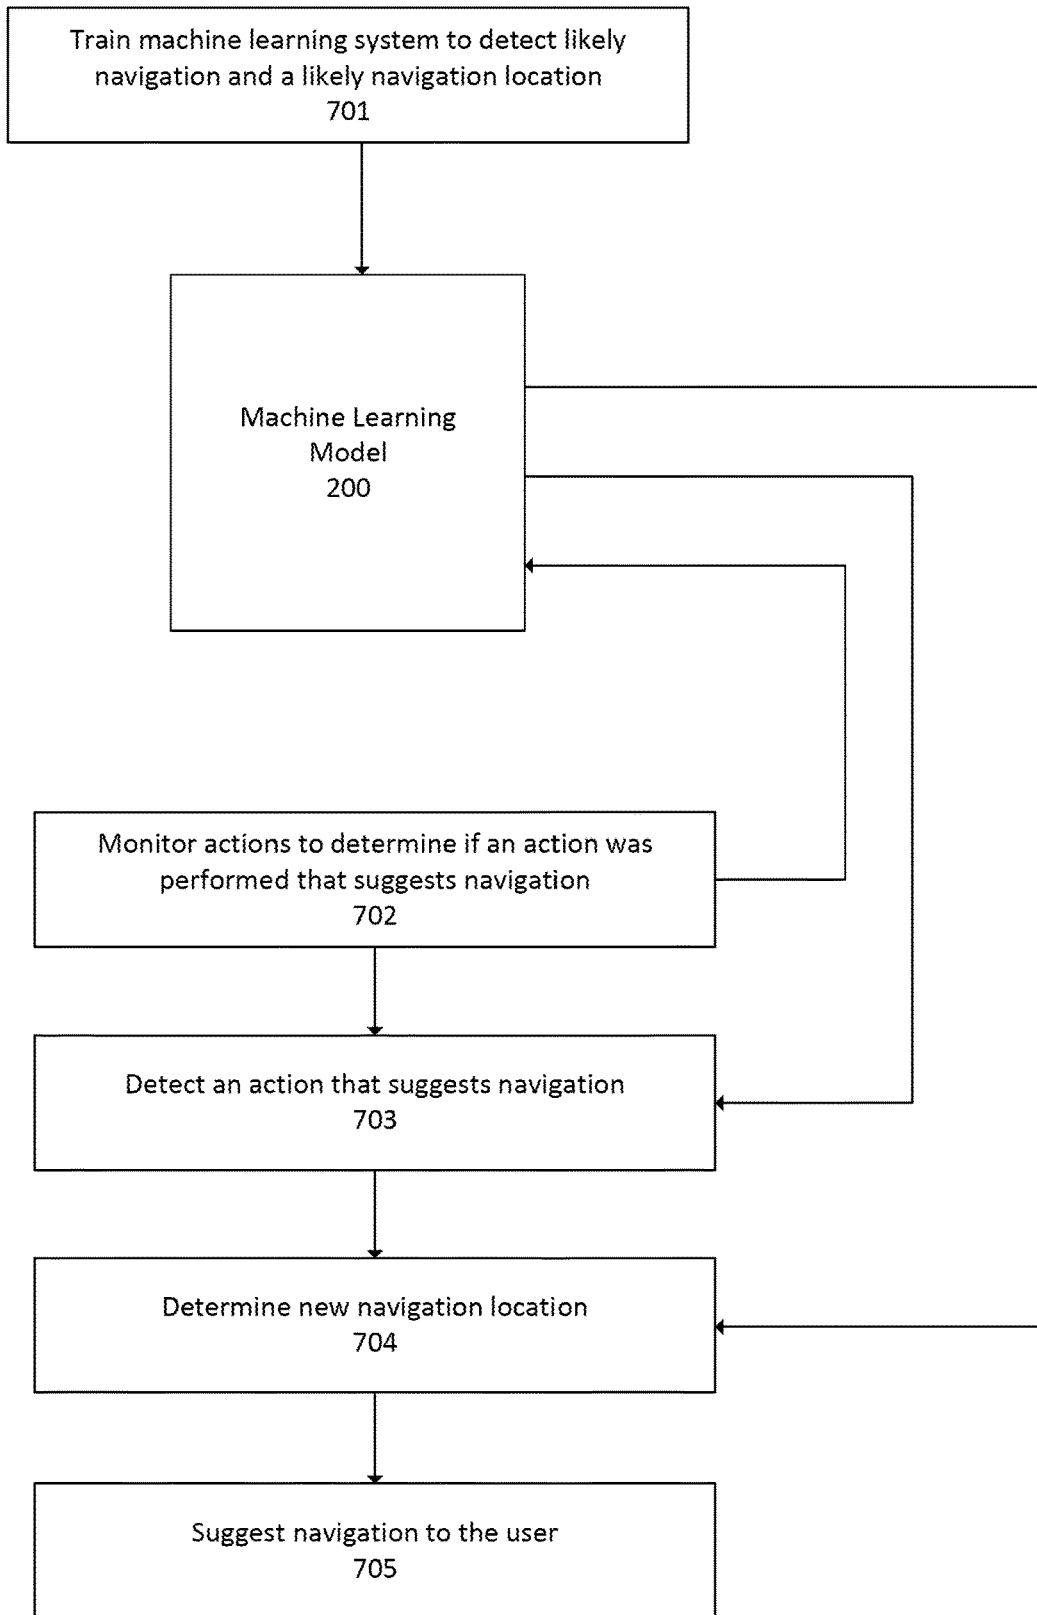 Train machine learning system to detect likely
navigation and a likely navigation location
701
Machine Learning
Model
200
Monitor actions to determine if an action was
performed that suggests navigation
702
Detect an action that suggests navigation
703
Determine new navigation location
704
Suggest navigation to the user
705